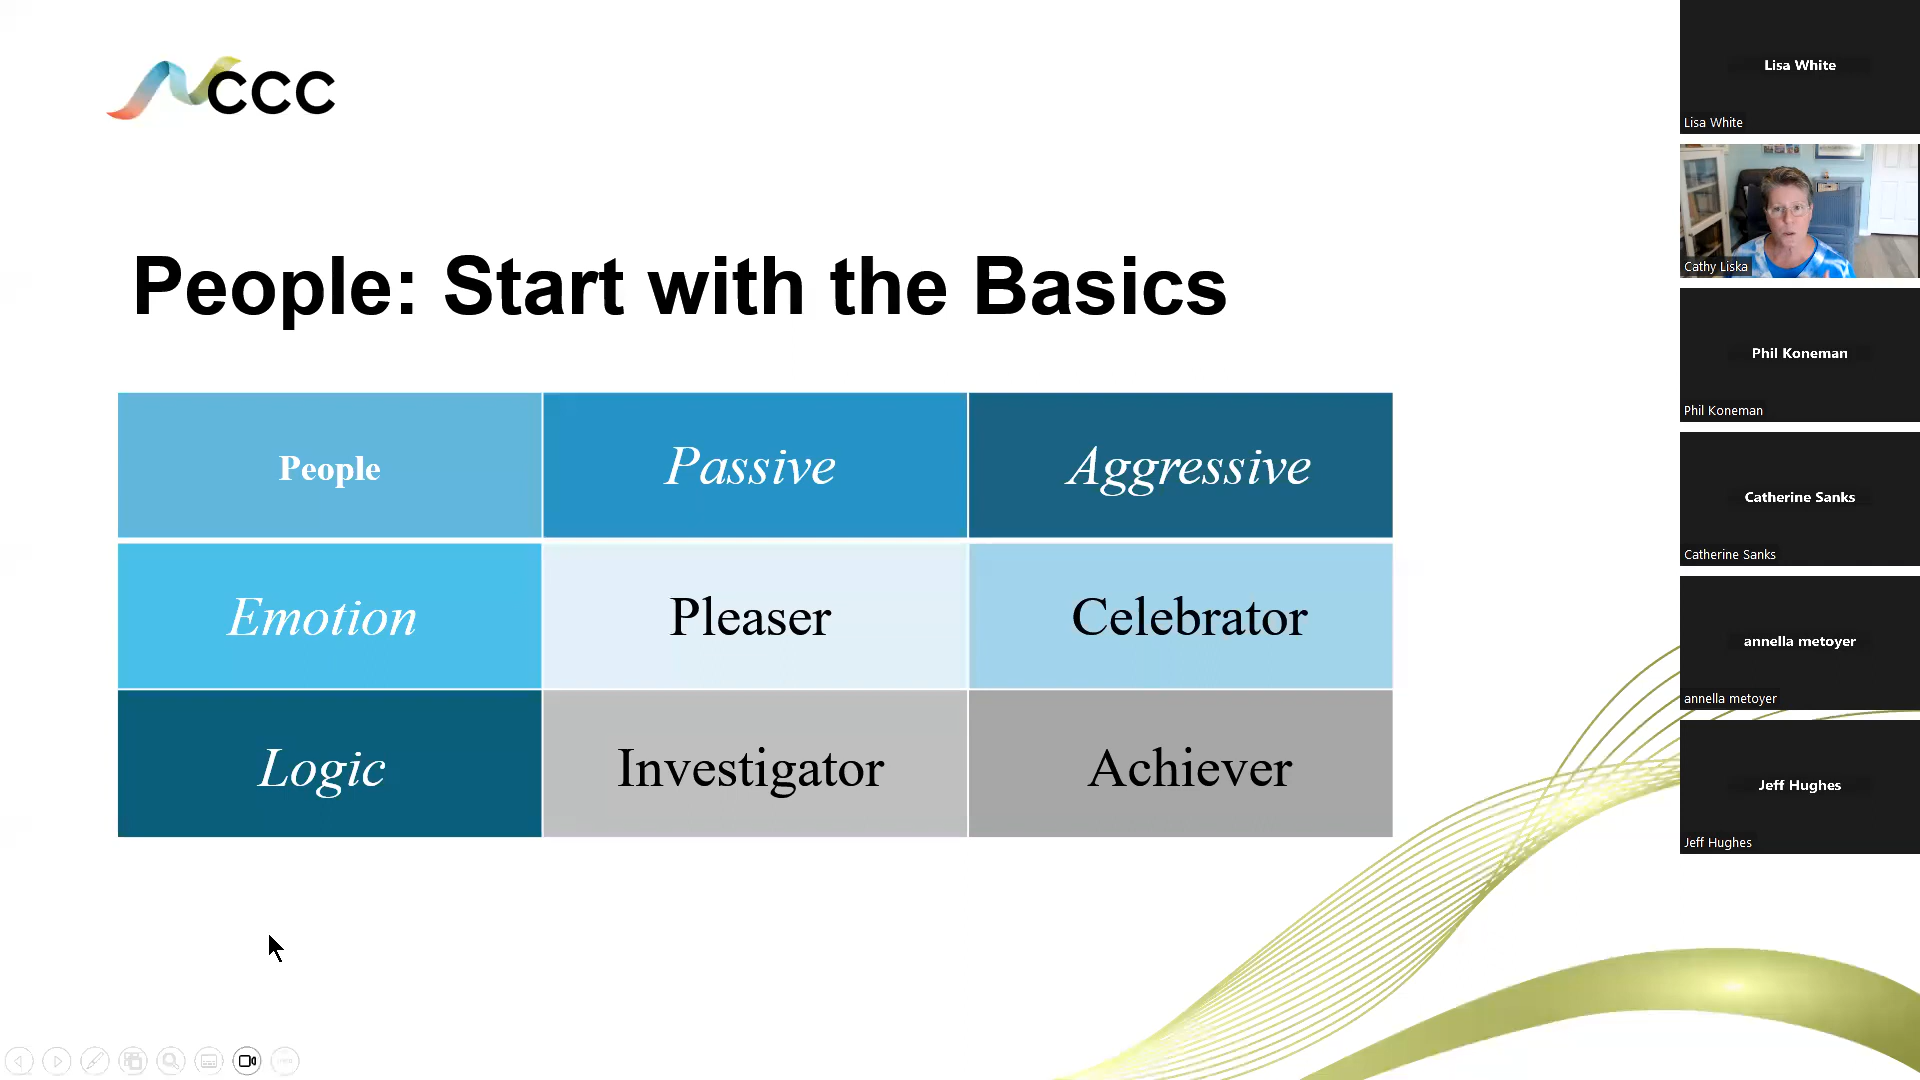 CCC
People: Start with the Basics
People Passive Aggressive
Emotion Pleaser Celebrator
Logic Investigator Achiever
Lisa White
Lisa White
Cathy Liska
Phil Koneman
Phil Koneman
Catherine Sanks
Catherine Sanks
annella metoyer
annella metoyer
Jeff Hughes
Jeff Hughes